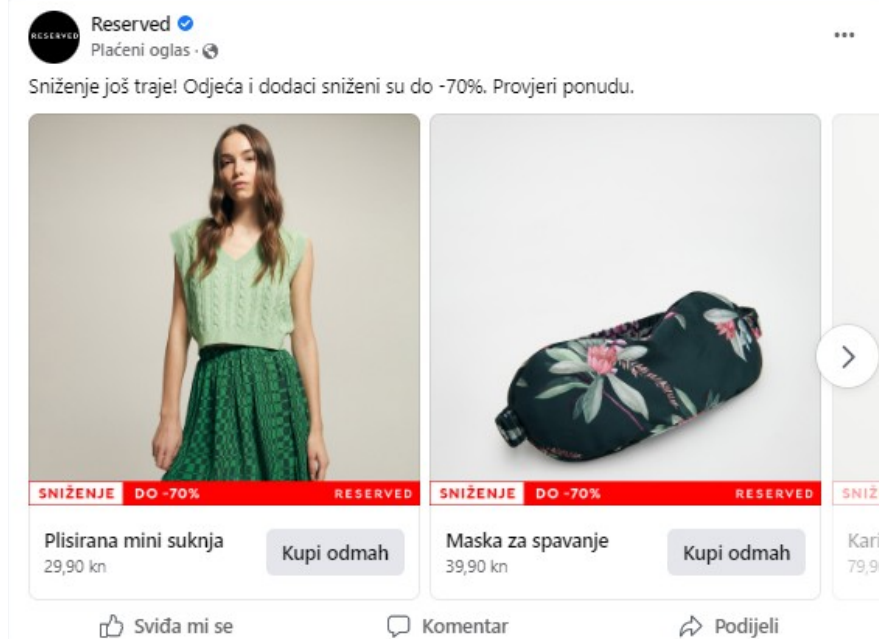 RESERVED
Reserved
Plaćeni oglas ·
Sniženje još traje! Odjeća i dodaci sniženi su do -70%. Provjeri ponudu.
SNIŽENJE DO -70% RESERVED
Plisirana mini suknja
29,90 kn
Kupi odmah
SNIŽENJE DO -70% RESERVED
Maska za spavanje
39,90 kn
Kupi odmah
Sviđa mi se
Komentar
Podijeli